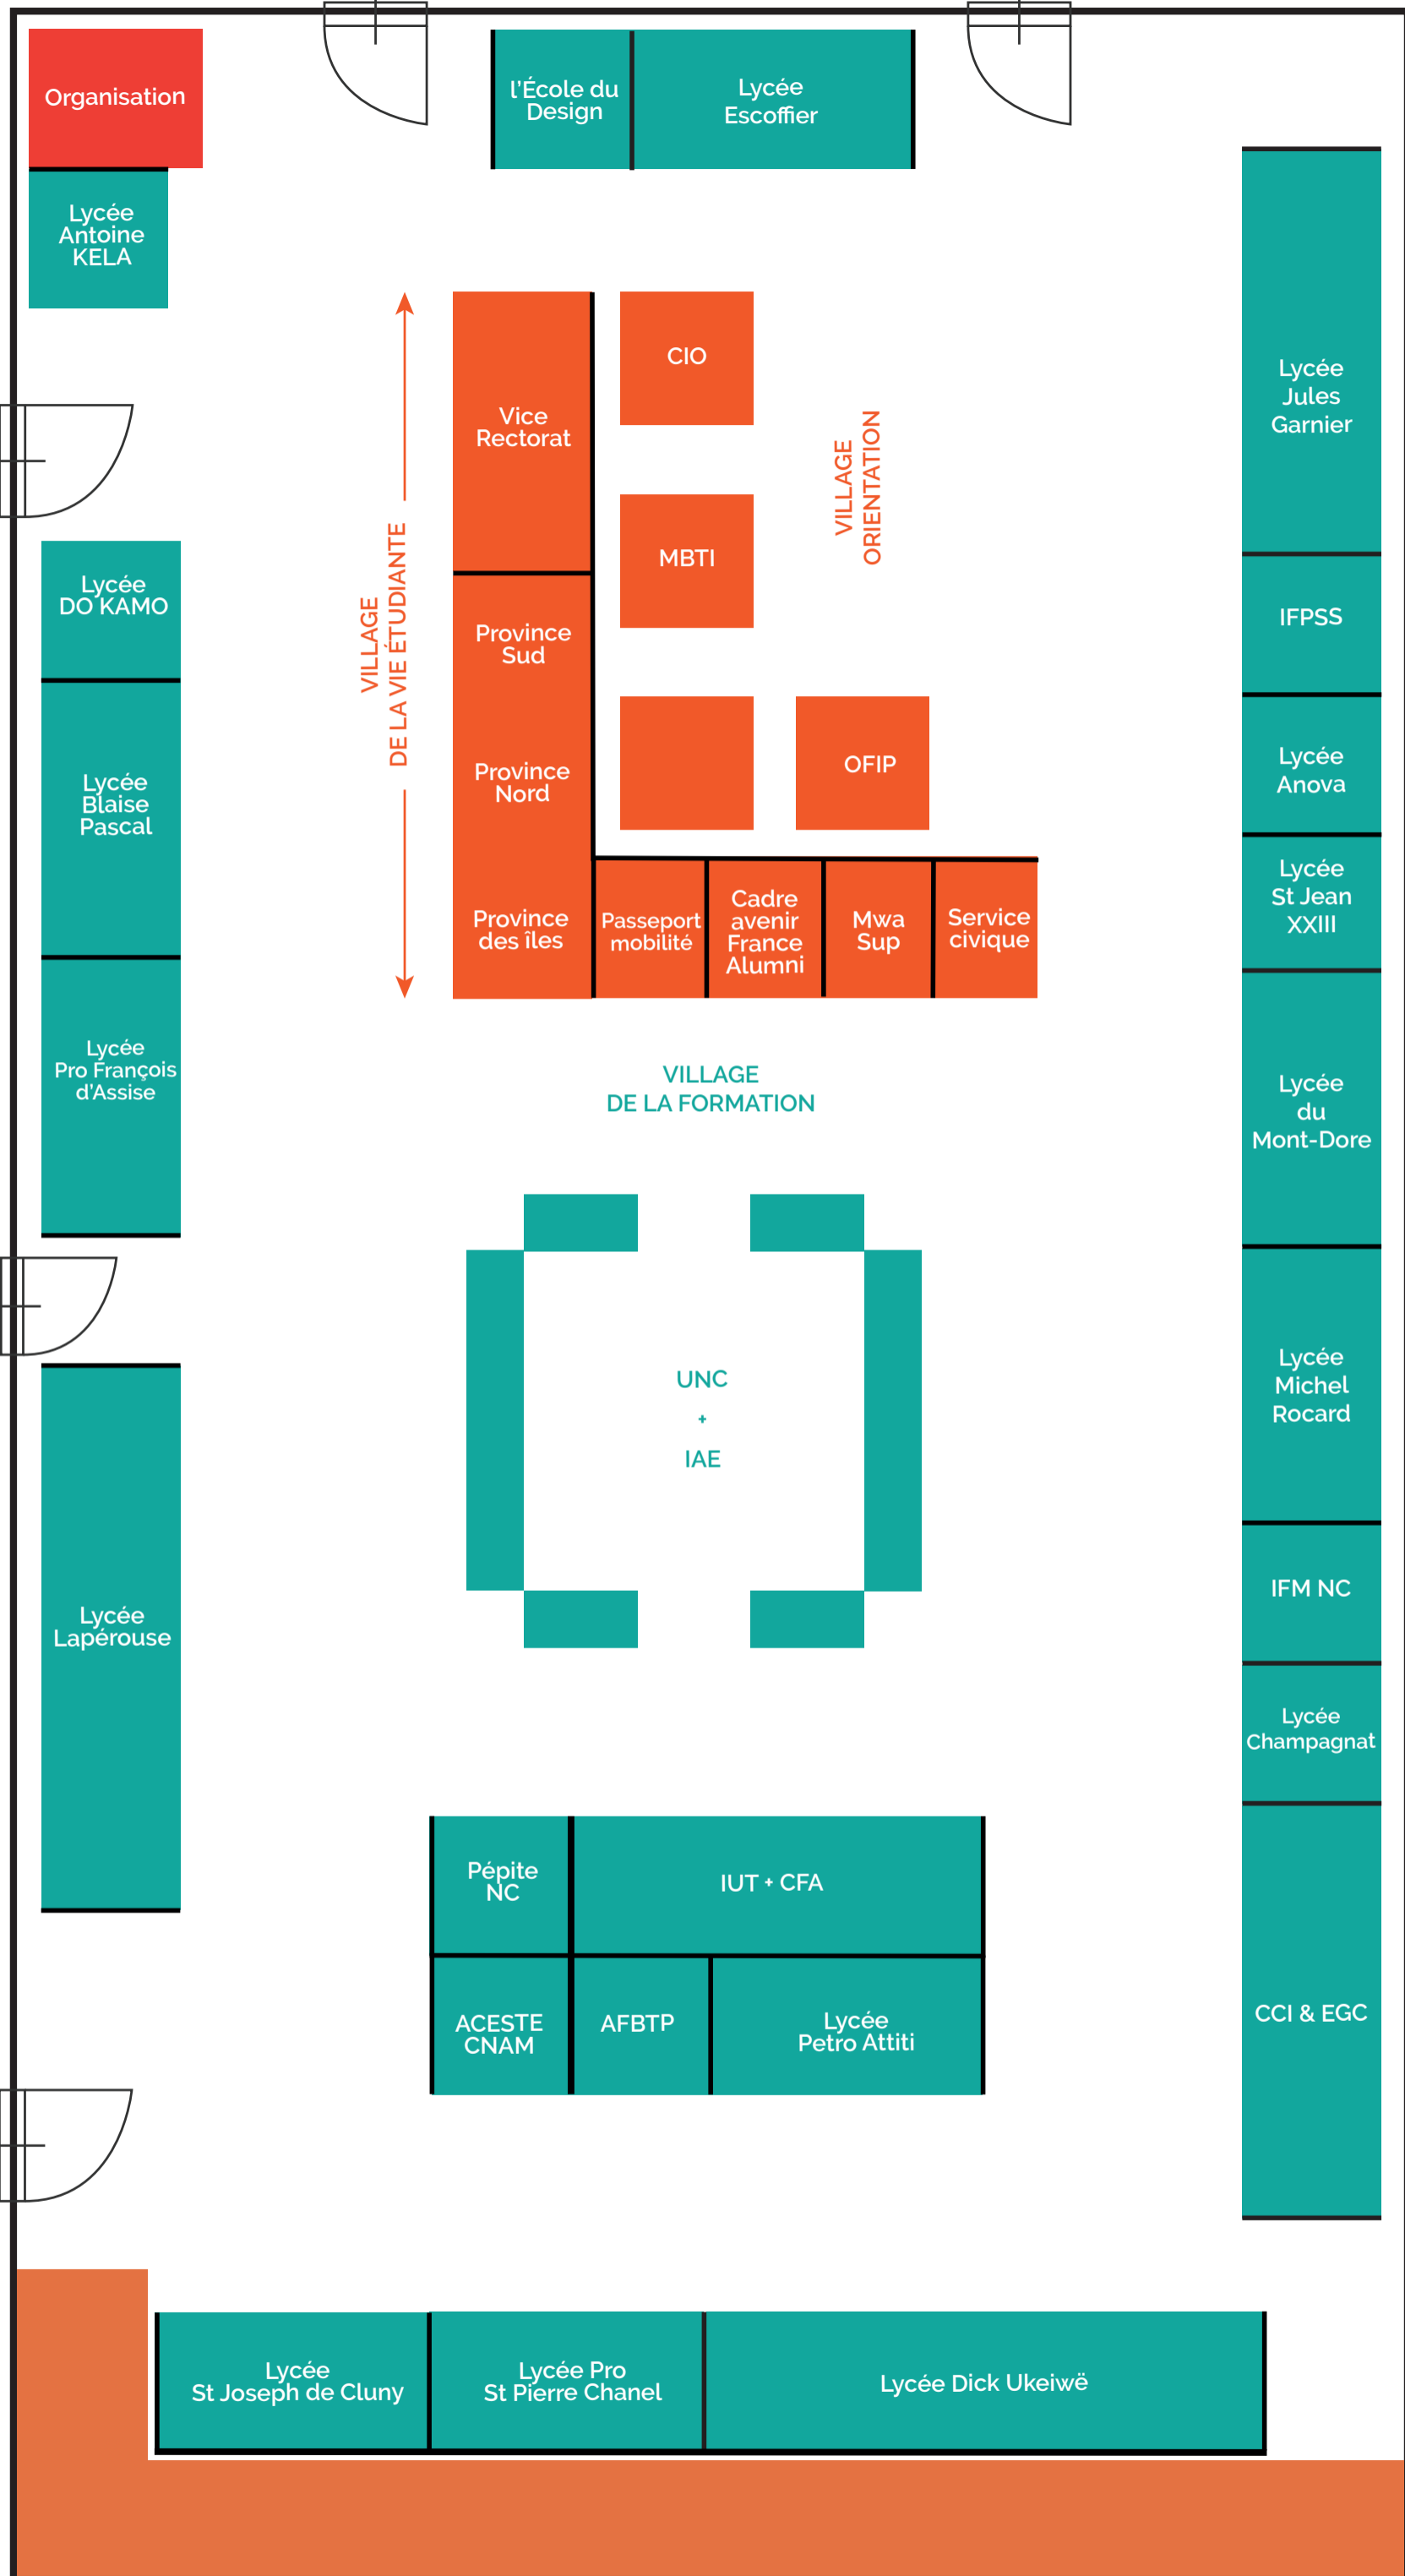 Organisation
l'École du
Design
Lycée
Escoffier
Lycée
Antoine
KELA
VILLAGE
DE LA VIE ÉTUDIANTE
Vice
Rectorat
Province
Sud
Province
Nord
Province
des îles
CIO
MBTI
OFIP
VILLAGE
ORIENTATION
Passeport
mobilité
Cadre
avenir
France
Alumni
Mwa
Sup
Service
civique
Lycée
DO KAMO
Lycée
Blaise
Pascal
Lycée
Pro François
d'Assise
Lycée
Lapérouse
VILLAGE
DE LA FORMATION
UNC
+
IAE
Pépite
NC
IUT + CFA
ACESTE
CNAM
AFBTP
Lycée
Petro Attiti
Lycée
Jules
Garnier
IFPSS
Lycée
Anova
Lycée
St Jean
XXIII
Lycée
du
Mont-Dore
Lycée
Michel
Rocard
IFM NC
Lycée
Champagnat
CCI & EGC
Lycée
St Joseph de Cluny
Lycée Pro
St Pierre Chanel
Lycée Dick Ukeiwë